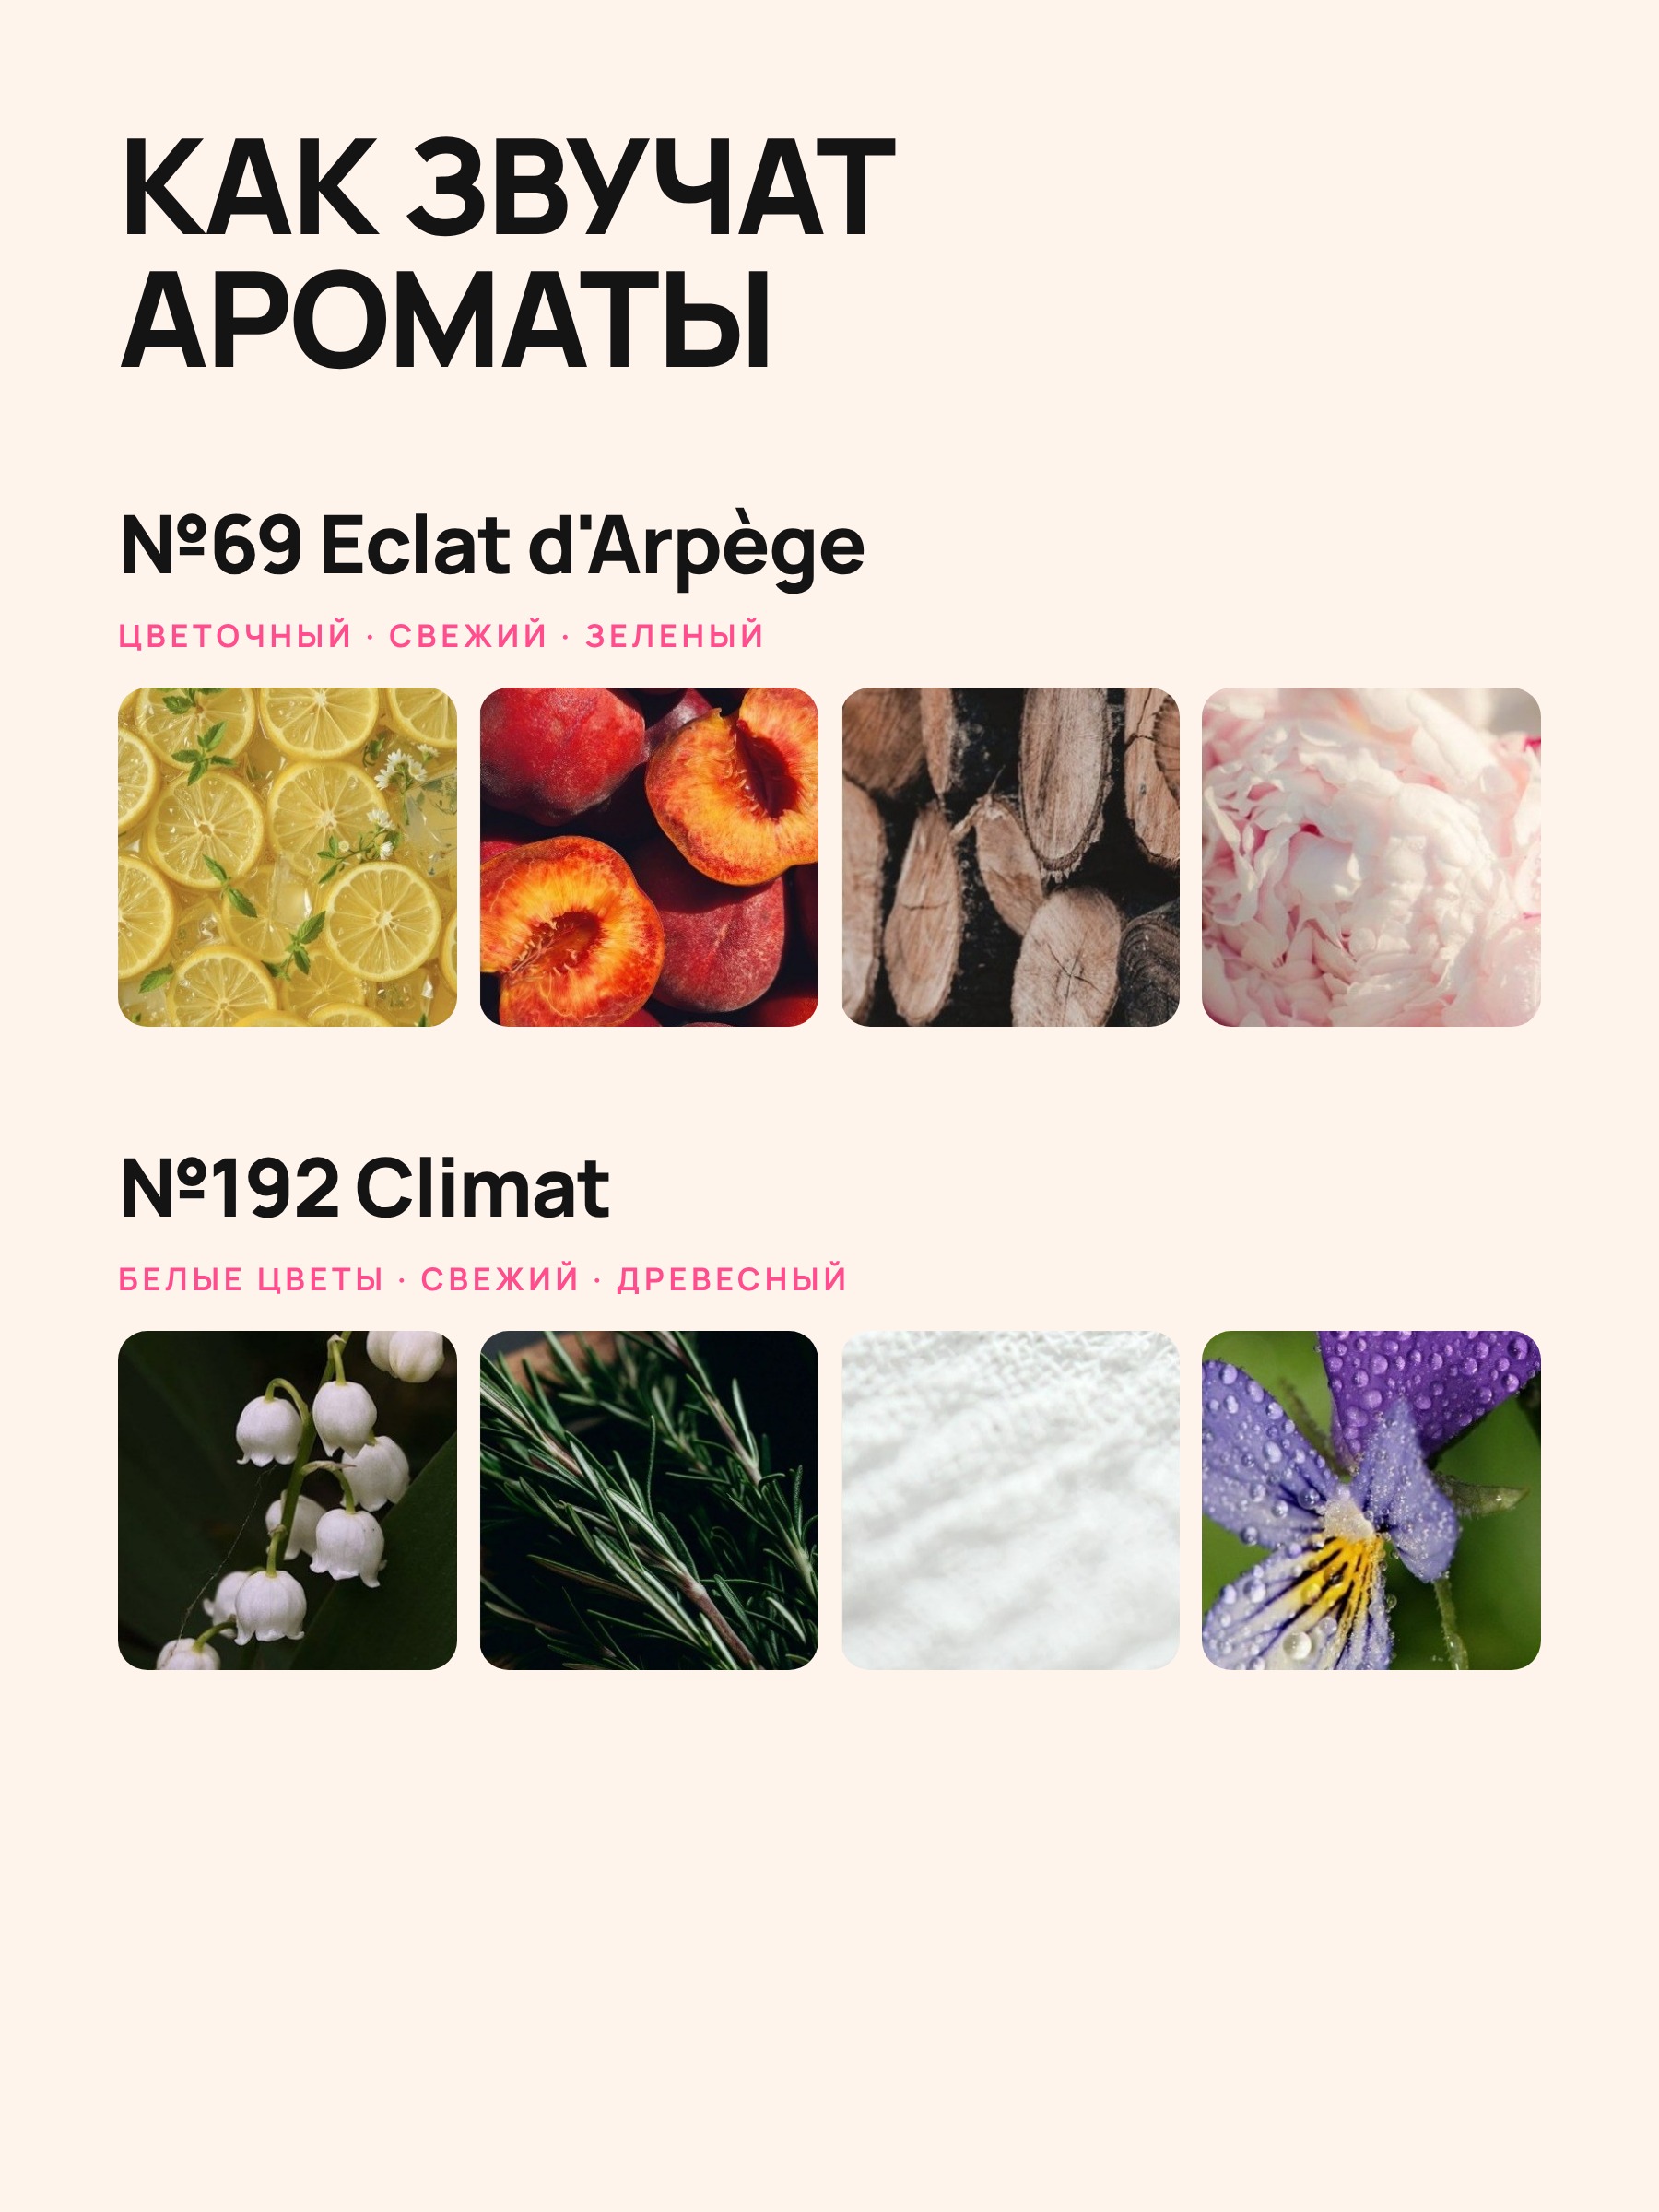 КАК ЗВУЧАТ
АРОМАТЫ
№69 Eclat d'Arpège
ЦВЕТОЧНЫЙ · СВЕЖИЙ · ЗЕЛЕНЫЙ
№192 Climat
БЕЛЫЕ ЦВЕТЫ · СВЕЖИЙ · ДРЕВЕСНЫЙ